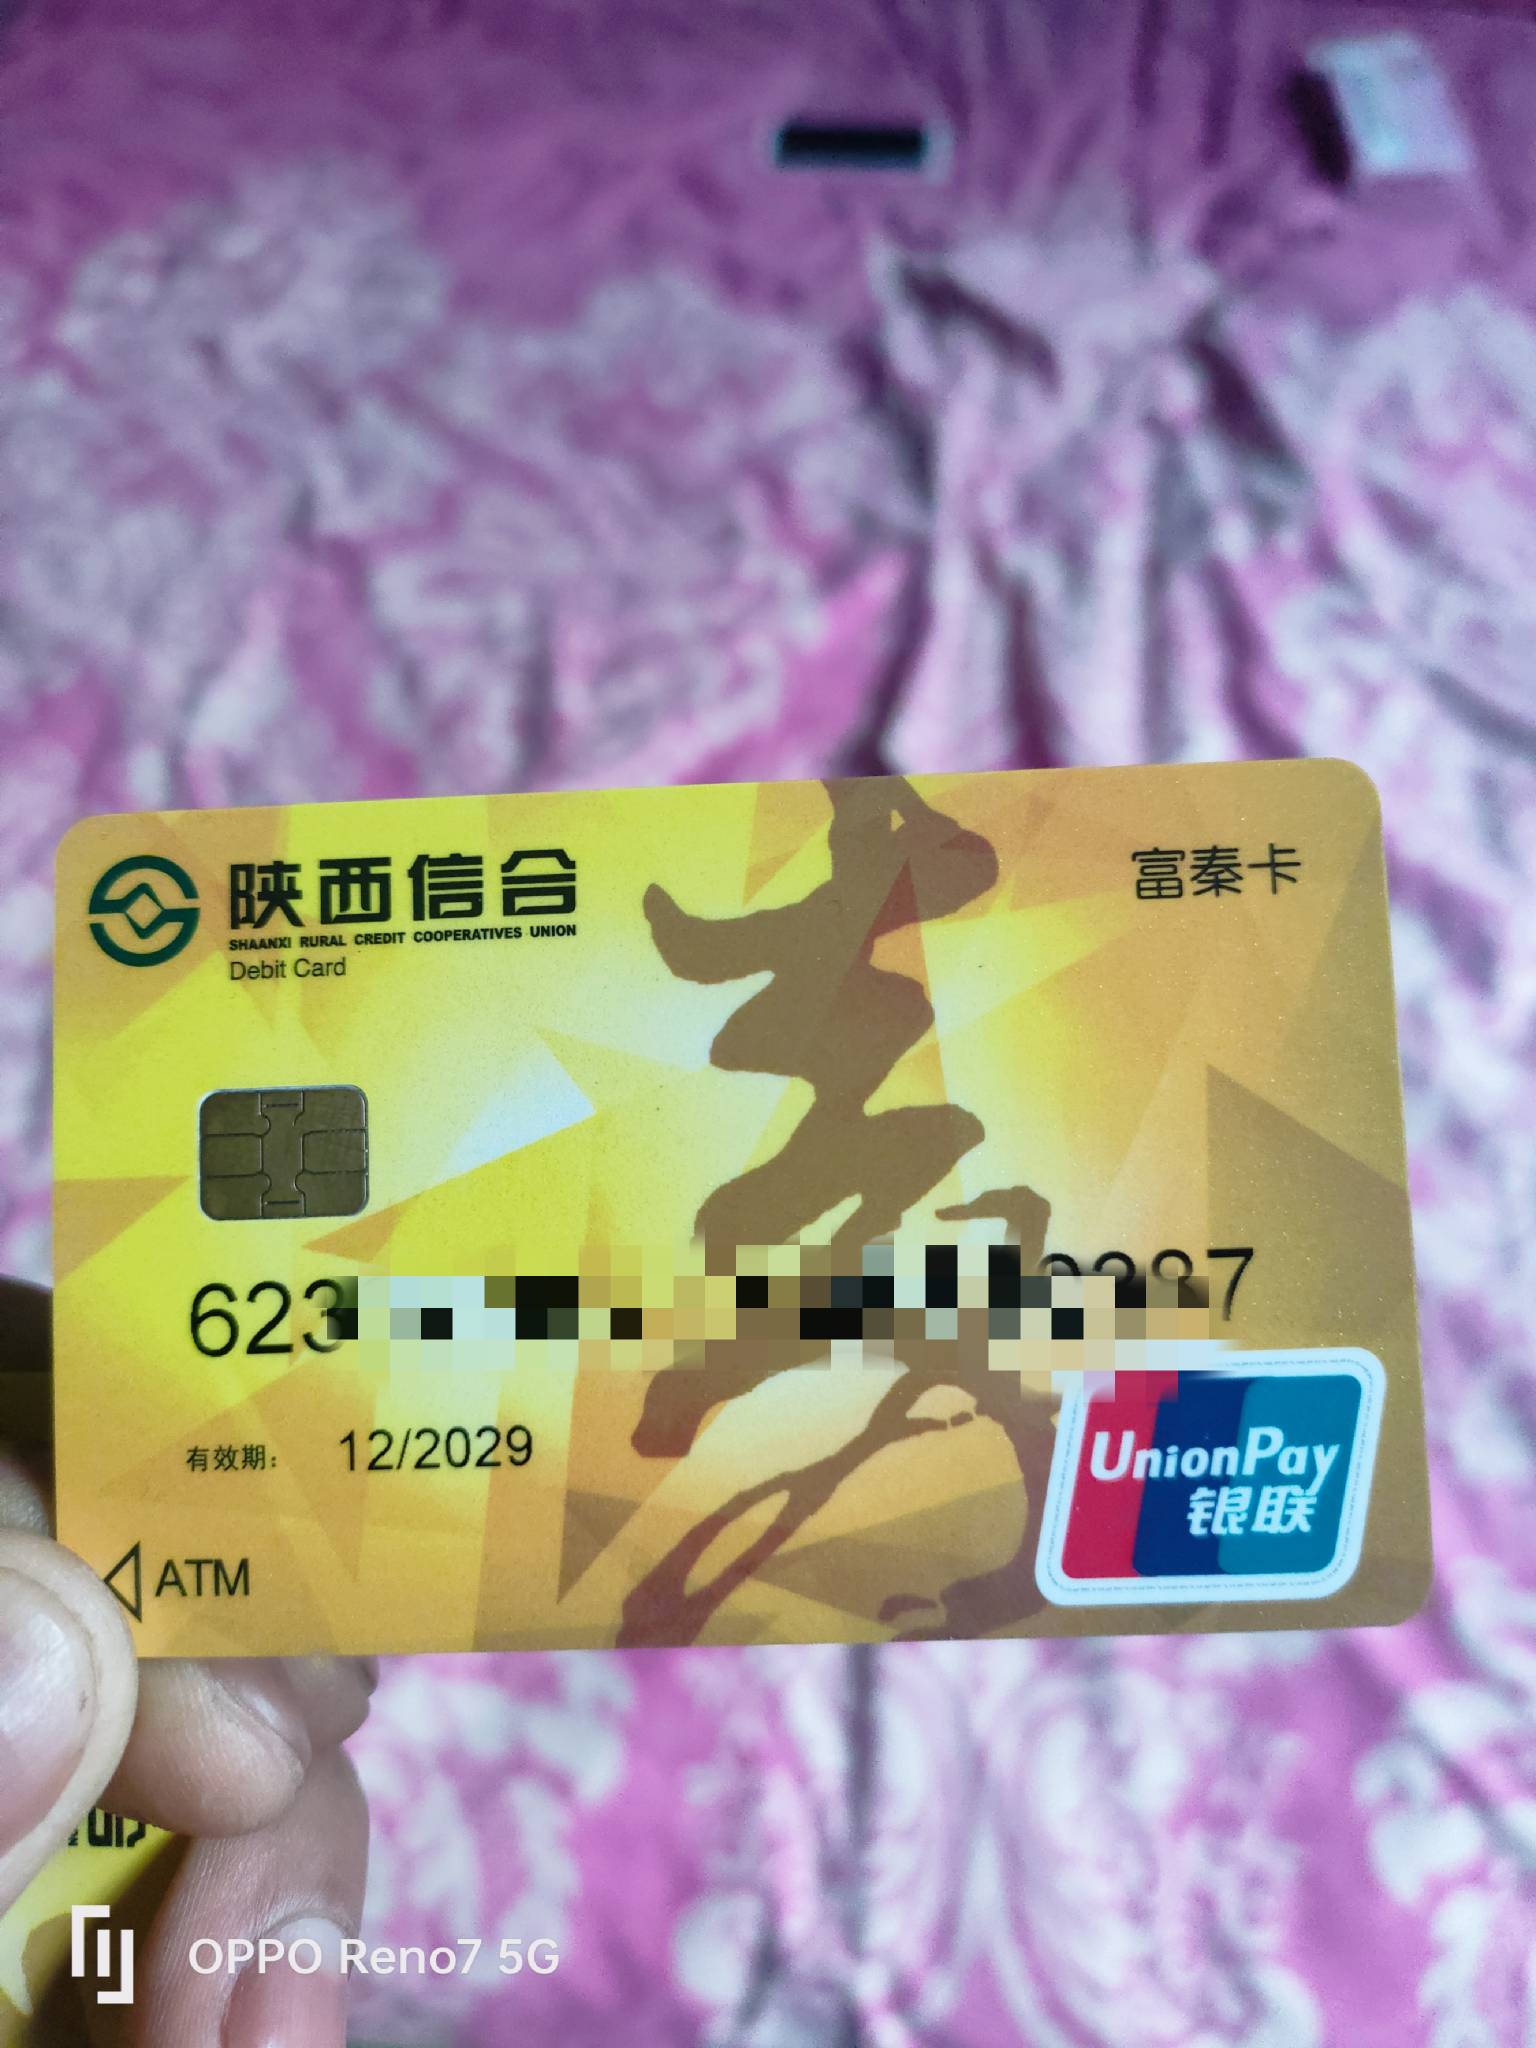 陕西信合
SHAANXI RURAL CREDIT COOPERATIVES UNION
Debit Card
富秦卡
623
7
有效期： 12/2029
ATM
UnionPay
银联
OPPO Reno7 5G